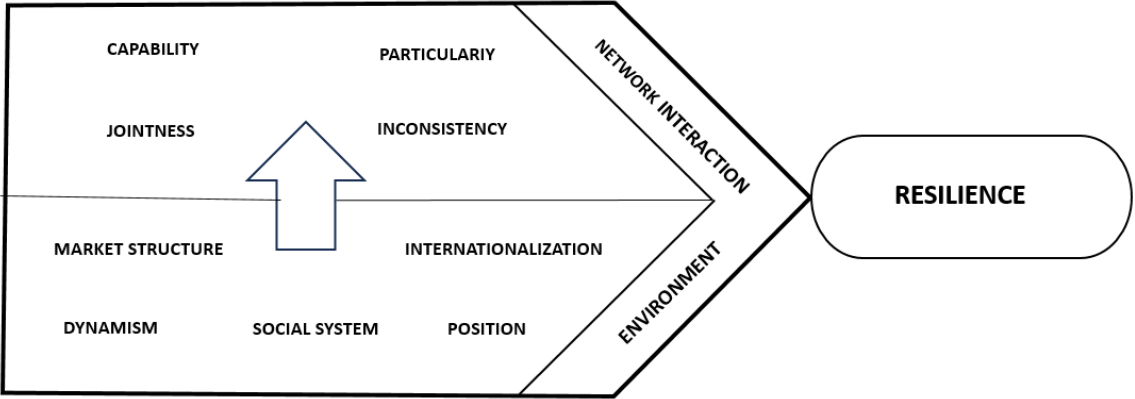 CAPABILITY
PARTICULARIY
JOINTNESS
INCONSISTENCY
NETWORK INTERACTION
MARKET STRUCTURE
INTERNATIONALIZATION
DYNAMISM
SOCIAL SYSTEM
POSITION
ENVIRONMENT
RESILIENCE